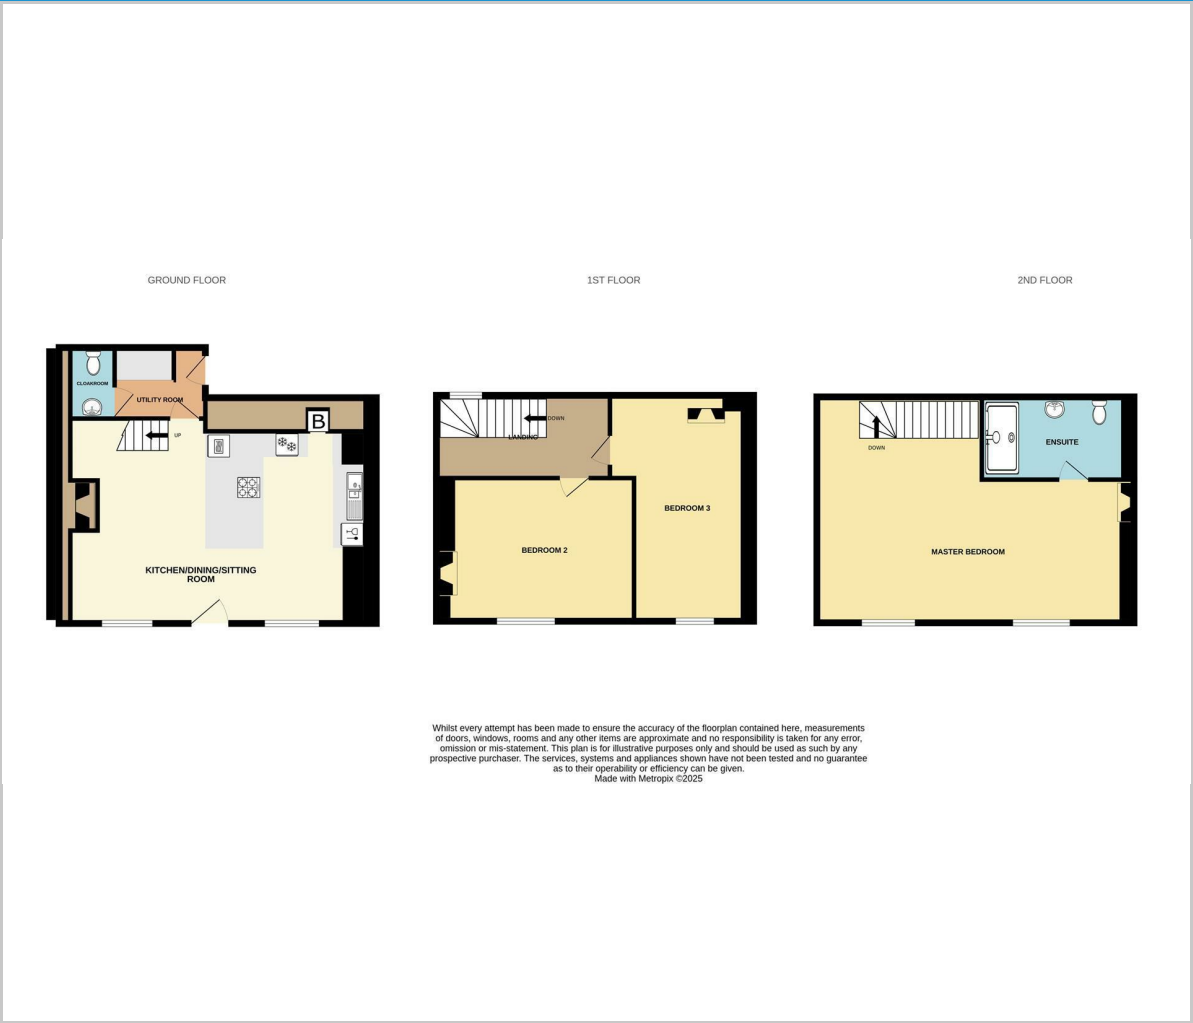 GROUND FLOOR
1ST FLOOR
2ND FLOOR
CLOAKROOM
UTILITY ROOM
UP
B
KITCHEN/DINING/SITTING
ROOM
DOWN
LANDING
BEDROOM 3
BEDROOM 2
DOWN
ENSUITE
MASTER BEDROOM
Whilst every attempt has been made to ensure the accuracy of the floorplan contained here, measurements
of doors, windows, rooms and any other items are approximate and no responsibility is taken for any error,
omission or mis-statement. This plan is for illustrative purposes only and should be used as such by any
prospective purchaser. The services, systems and appliances shown have not been tested and no guarantee
as to their operability or efficiency can be given.
Made with Metropix ©2025